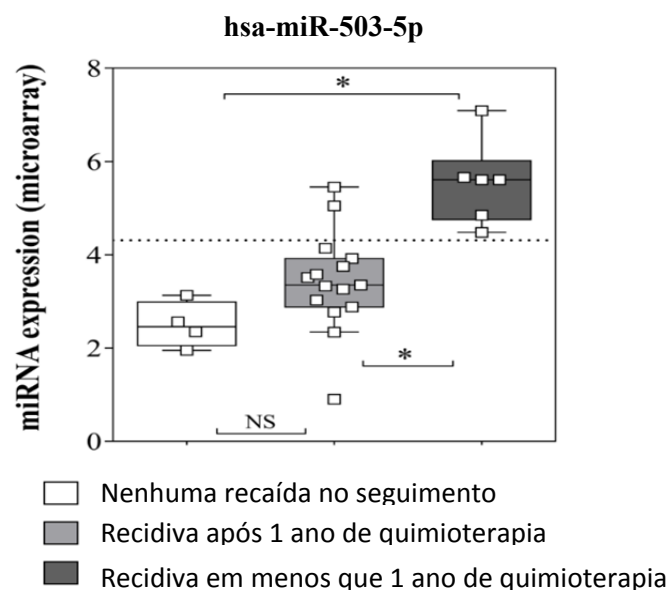 hsa-miR-503-5p
miRNA expression (microarray)
8
*
6
4
*
2
NS
0
Nenhuma recaída no seguimento
Recidiva após 1 ano de quimioterapia
Recidiva em menos que 1 ano de quimioterapia